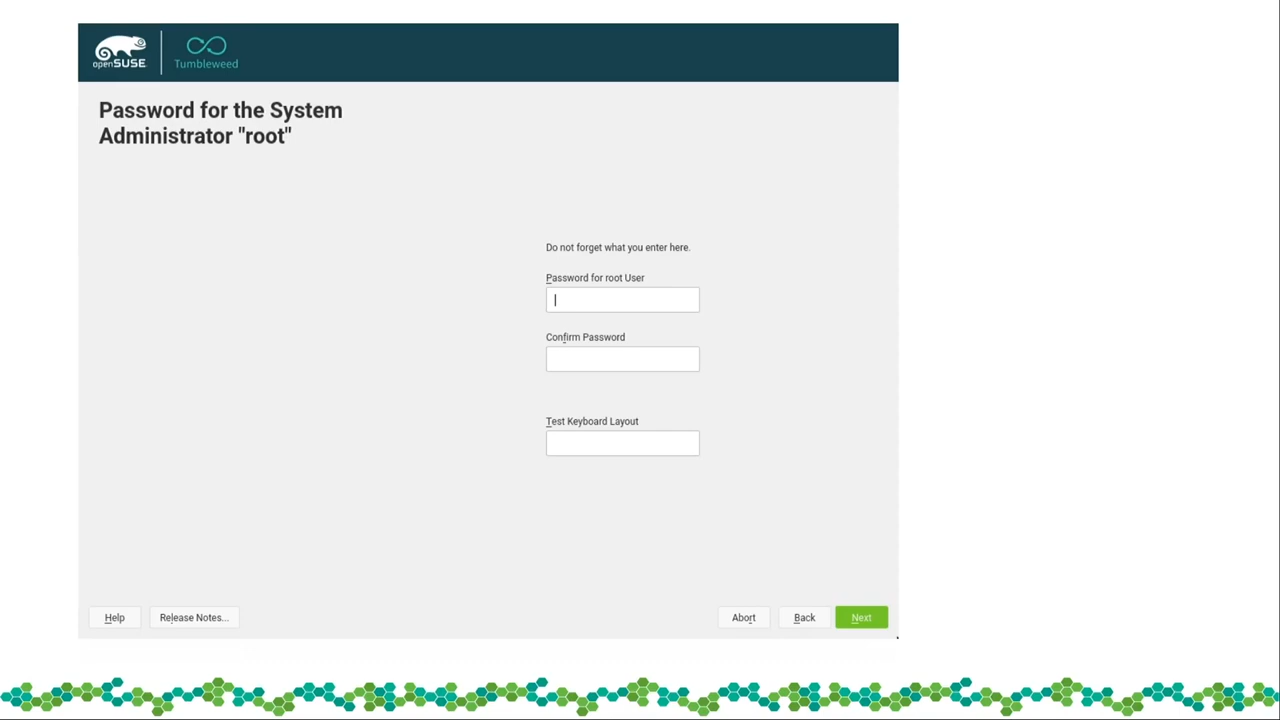 openSUSE
Tumbleweed
Password for the System
Administrator "root"
Do not forget what you enter here.
Password for root User
Confirm Password
Test Keyboard Layout
Help
Release Notes...
Abort
Back
Next